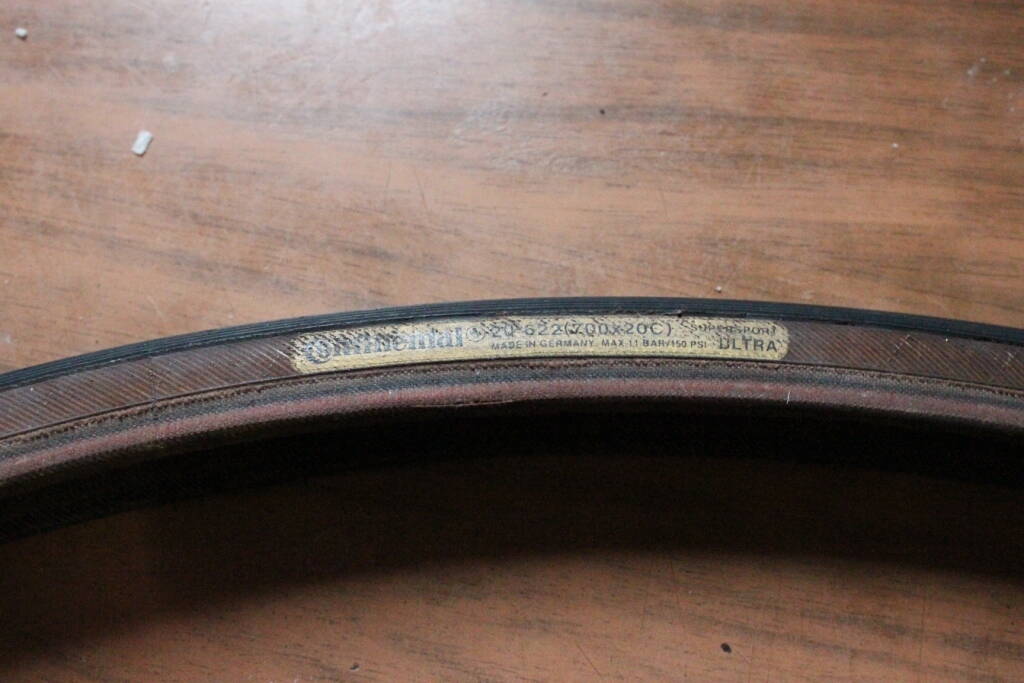 Continental 20-622(700x20C) SUPERSPORT
MADE IN GERMANY MAX.11 BAR/150 PSI ULTRA